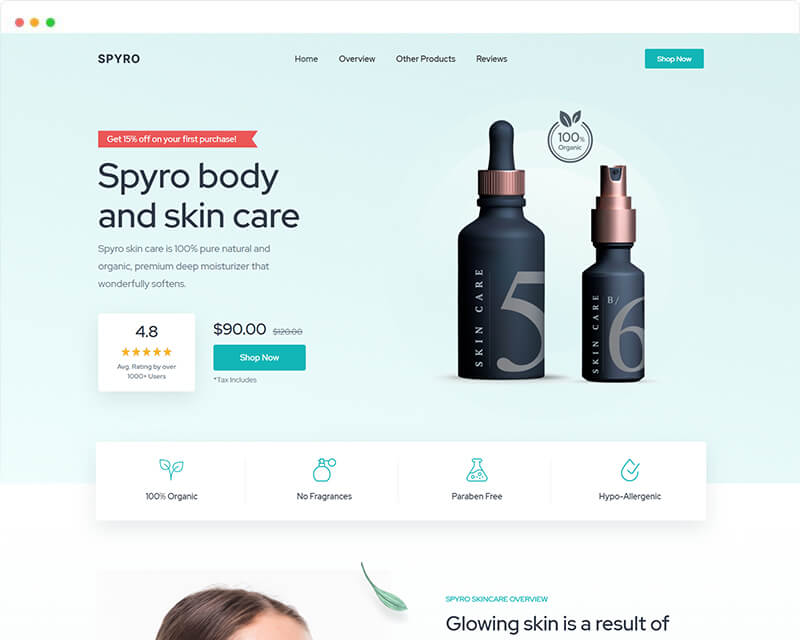 SPYRO
Home
Overview
Other Products
Reviews
Shop Now
Get 15% off on your first purchase!
Spyro body
and skin care
Spyro skin care is 100% pure natural and
organic, premium deep moisturizer that
wonderfully softens.
4.8
Avg. Rating by over
1000+ Users
$90.00 $120.00
Shop Now
*Tax Includes
100%
Organic
SKIN CARE
5
SKIN CARE
B/
6
100% Organic
No Fragrances
Paraben Free
Hypo-Allergenic
SPYRO SKINCARE OVERVIEW
Glowing skin is a result of